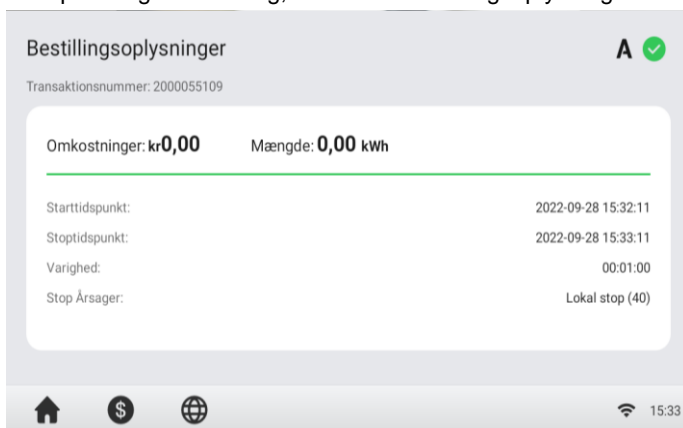 Bestillingsoplysninger
A
Transaktionsnummer: 2000055109
Omkostninger: kr0,00 Mængde: 0,00 kWh
Starttidspunkt: 2022-09-28 15:32:11
Stoptidspunkt: 2022-09-28 15:33:11
Varighed: 00:01:00
Stop Årsager: Lokal stop (40)
$
15:33